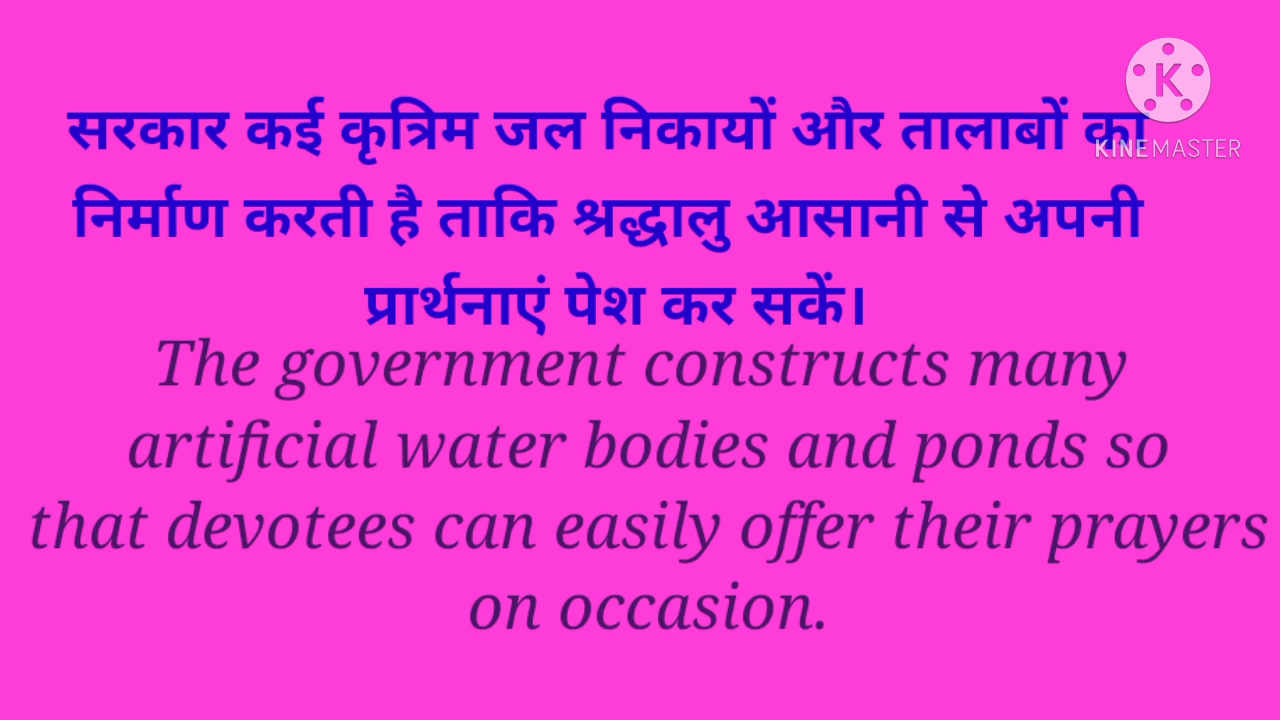 सरकार कई कृत्रिम जल निकायों और तालाबों का
निर्माण करती है ताकि श्रद्धालु आसानी से अपनी
प्रार्थनाएं पेश कर सकें।
The government constructs many
artificial water bodies and ponds so
that devotees can easily offer their prayers
on occasion.
K
KINEMASTER